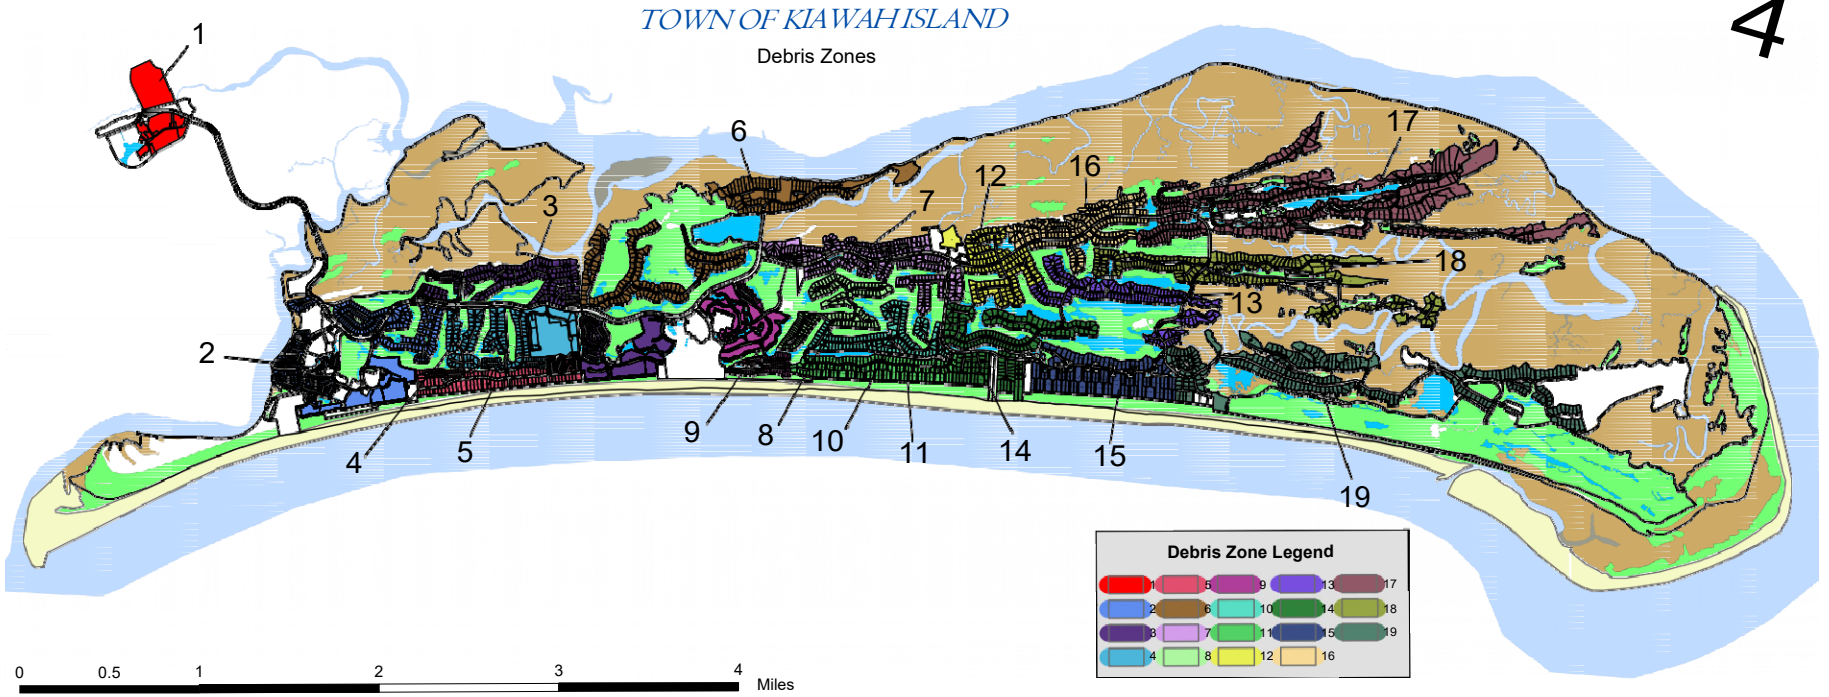 TOWN OF KIAWAH ISLAND
Debris Zones
4
1
6
17
16
12
7
3
18
13
2
9
8
10
11
14
15
4
5
19
Debris Zone Legend
1 5 9 13 17
2 6 10 14 18
3 7 11 15 19
4 8 12 16
0 0.5 1 2 3 4 Miles